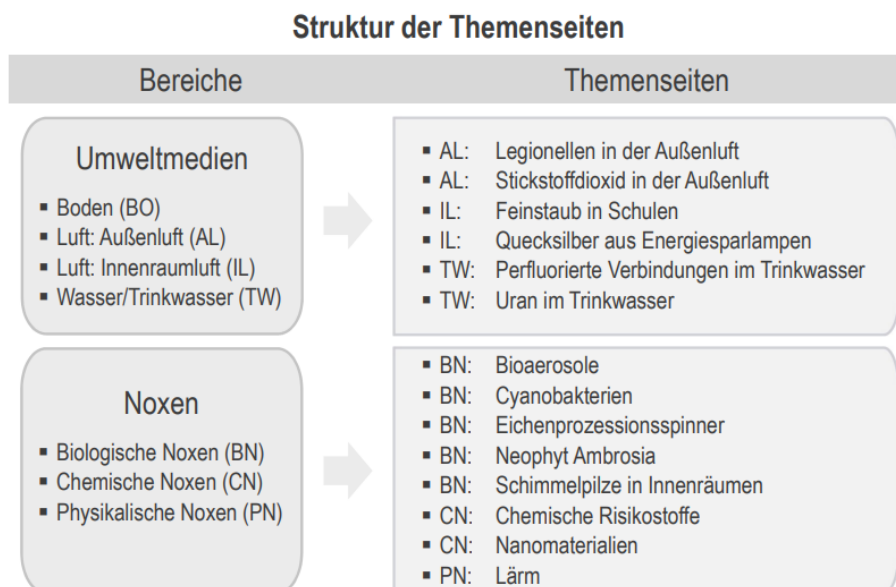 Struktur der Themenseiten
Bereiche
Themenseiten
Umweltmedien
▪ Boden (BO)
▪ Luft: Außenluft (AL)
▪ Luft: Innenraumluft (IL)
▪ Wasser/Trinkwasser (TW)
▪ AL: Legionellen in der Außenluft
▪ AL: Stickstoffdioxid in der Außenluft
▪ IL: Feinstaub in Schulen
▪ IL: Quecksilber aus Energiesparlampen
▪ TW: Perfluorierte Verbindungen im Trinkwasser
▪ TW: Uran im Trinkwasser
Noxen
▪ Biologische Noxen (BN)
▪ Chemische Noxen (CN)
▪ Physikalische Noxen (PN)
▪ BN: Bioaerosole
▪ BN: Cyanobakterien
▪ BN: Eichenprozessionsspinner
▪ BN: Neophyt Ambrosia
▪ BN: Schimmelpilze in Innenräumen
▪ CN: Chemische Risikostoffe
▪ CN: Nanomaterialien
▪ PN: Lärm